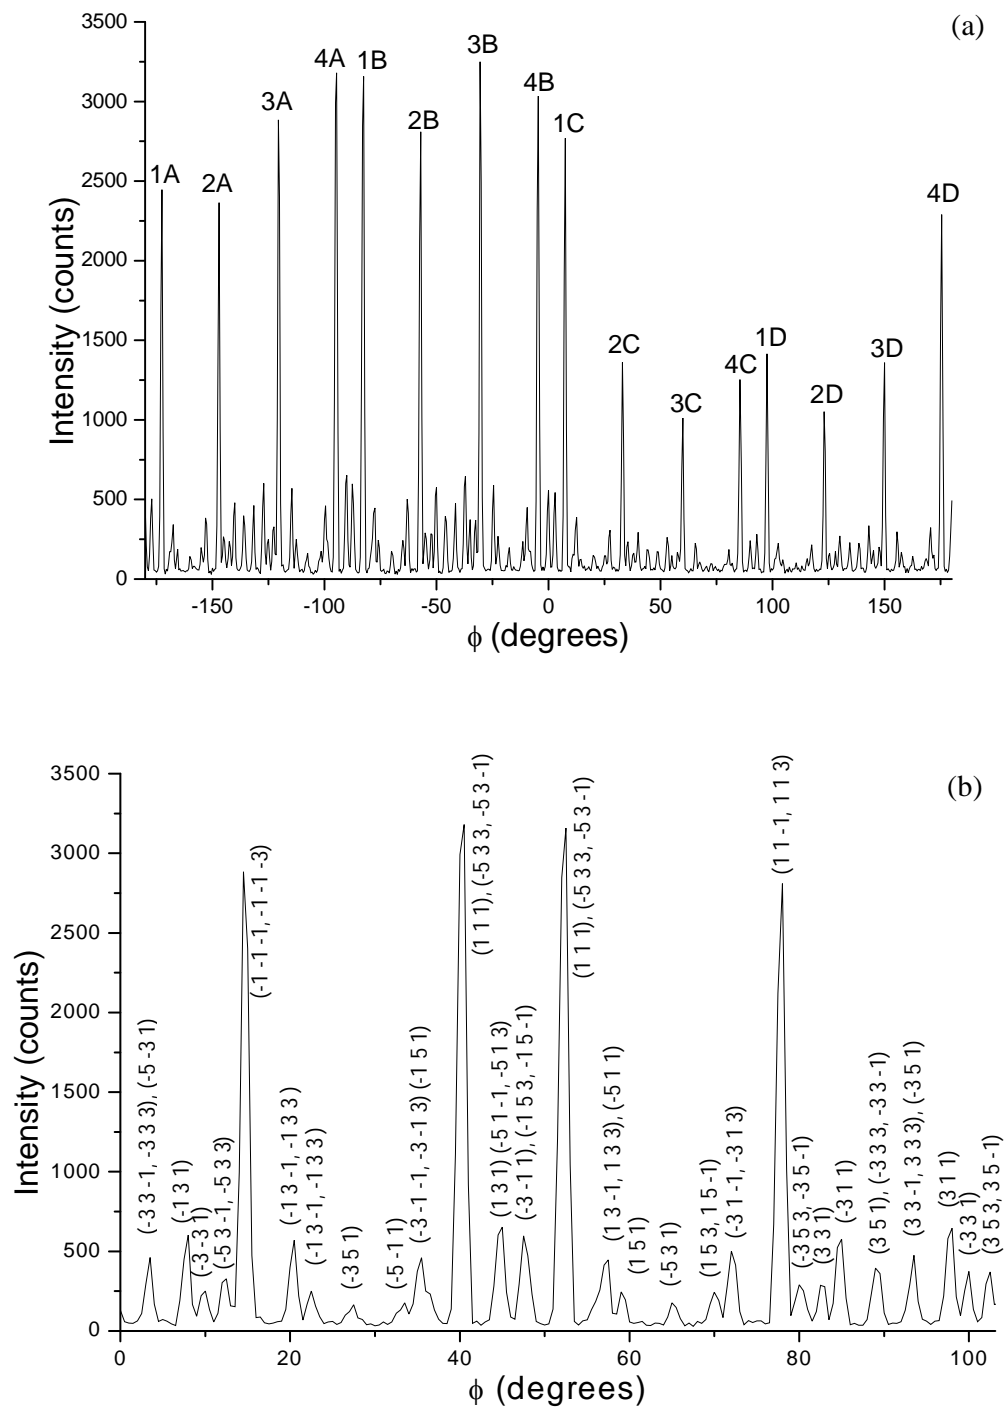 (a)
3500
3000
2500
2000
1500
1000
500
0
Intensity (counts)
1A
2A
3A
4A
1B
2B
3B
4B
1C
2C
3C
4C
1D
2D
3D
4D
-150
-100
-50
0
50
100
150
ϕ (degrees)
(b)
3500
3000
2500
2000
1500
1000
500
0
Intensity (counts)
(-3 3 -1, -3 3 3), (-5 -3 1)
(-1 3 1)
(-3 -3 1)
(-5 3 -1, -5 3 3)
(-1 -1 -1, -1 -1 -3)
(-1 3 -1, -1 3 3)
(-1 3 -1, -1 3 3)
(-3 5 1)
(-5 -1 1)
(-3 -1 -1, -3 -1 3) (-1 5 1)
(1 1 1), (-5 3 3, -5 3 -1)
(1 3 1) (-5 1 -1, -5 1 3)
(-3 -1 1), (-1 5 3, -1 5 -1)
(1 1 1), (-5 3 3, -5 3 -1)
(1 3 -1, 1 3 3), (-5 1 1)
(1 5 1)
(-5 3 1)
(1 5 3, 1 5 -1)
(-3 1 -1, -3 1 3)
(1 1 -1, 1 1 3)
(-3 5 3, -3 5 -1)
(3 3 1)
(-3 1 1)
(3 5 1), (-3 3 3, -3 3 -1)
(3 3 -1, 3 3 3), (-3 5 1)
(3 1 1)
(-3 3 1)
(3 5 3, 3 5 -1)
0
20
40
60
80
100
ϕ (degrees)